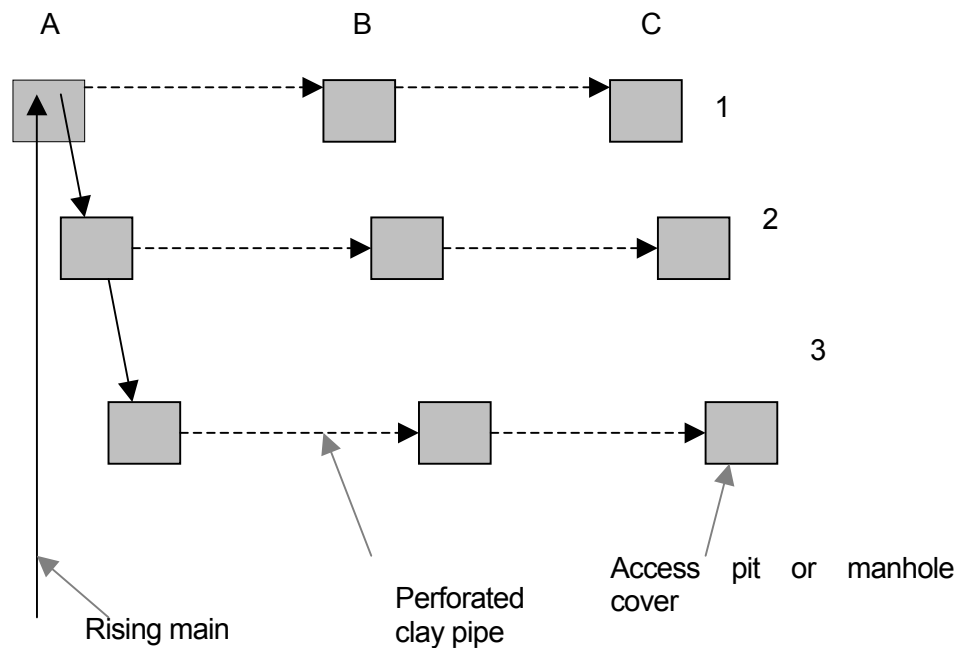 A B C
1
2
3
Access pit or manhole
cover
Perforated
clay pipe
Rising main